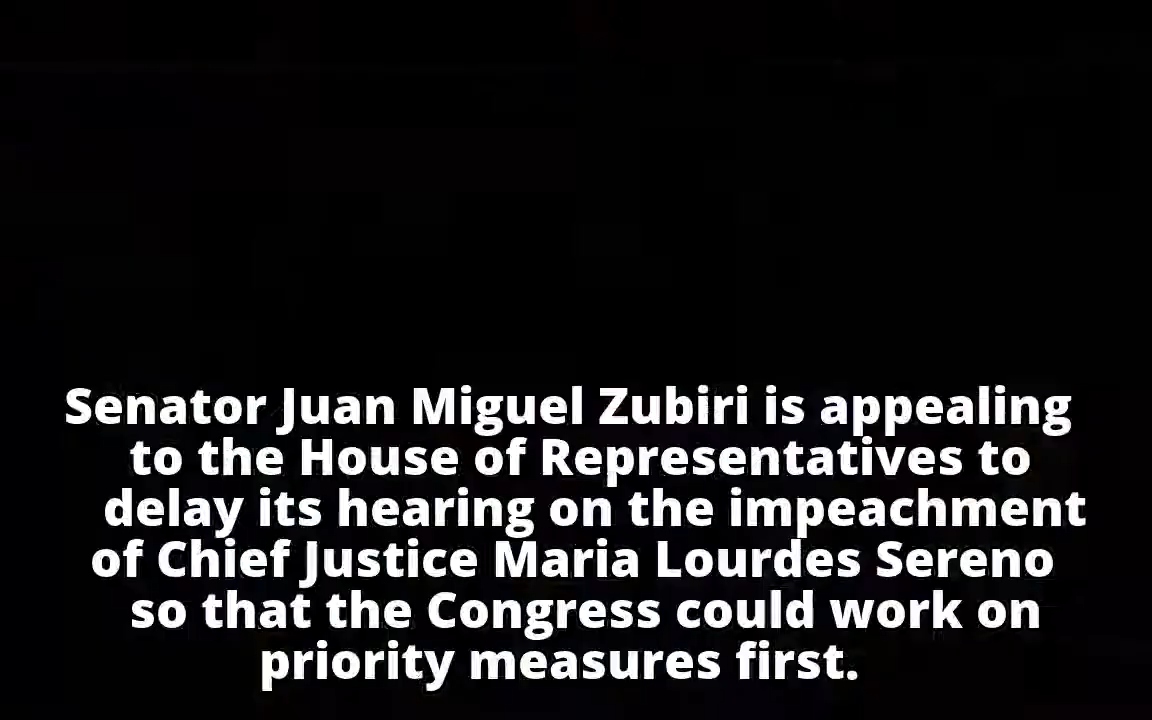 Senator Juan Miguel Zubiri is appealing
to the House of Representatives to
delay its hearing on the impeachment
of Chief Justice Maria Lourdes Sereno
so that the Congress could work on
priority measures first.